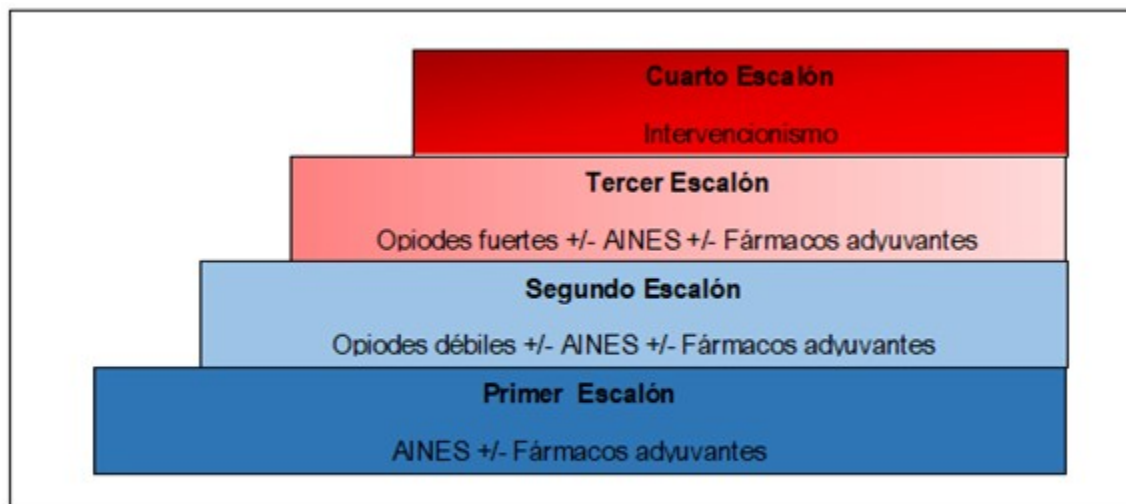 Cuarto Escalón
Intervencionismo
Tercer Escalón
Opiodes fuertes +/- AINES +/- Fármacos adyuvantes
Segundo Escalón
Opiodes débiles +/- AINES +/- Fármacos adyuvantes
Primer Escalón
AINES +/- Fármacos adyuvantes